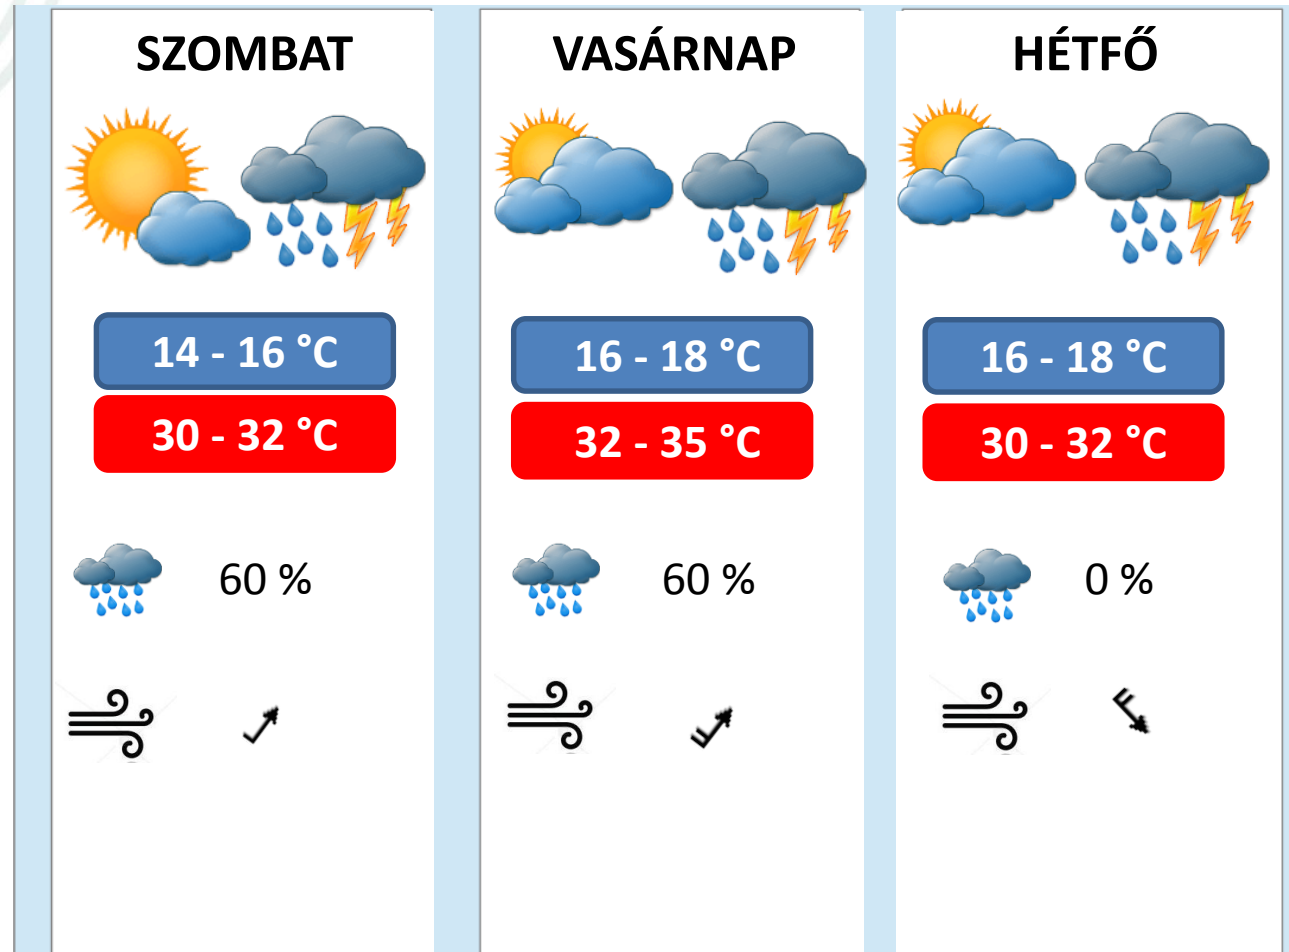 SZOMBAT
14 - 16 °C
30 - 32 °C
60 %
VASÁRNAP
16 - 18 °C
32 - 35 °C
60 %
HÉTFŐ
16 - 18 °C
30 - 32 °C
0 %